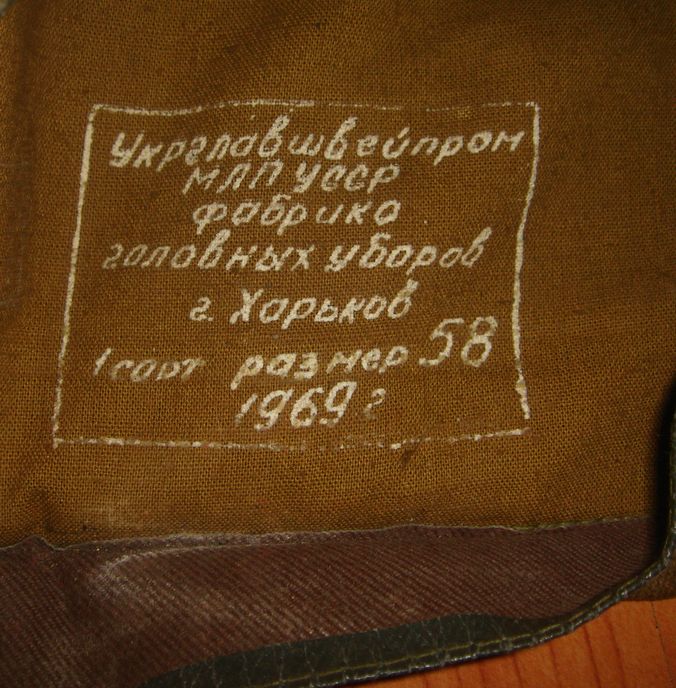 Укрглавшвейпром
МЛП УССР
фабрика
головных уборов
г. Харьков
1 сорт размер 58
1969 г